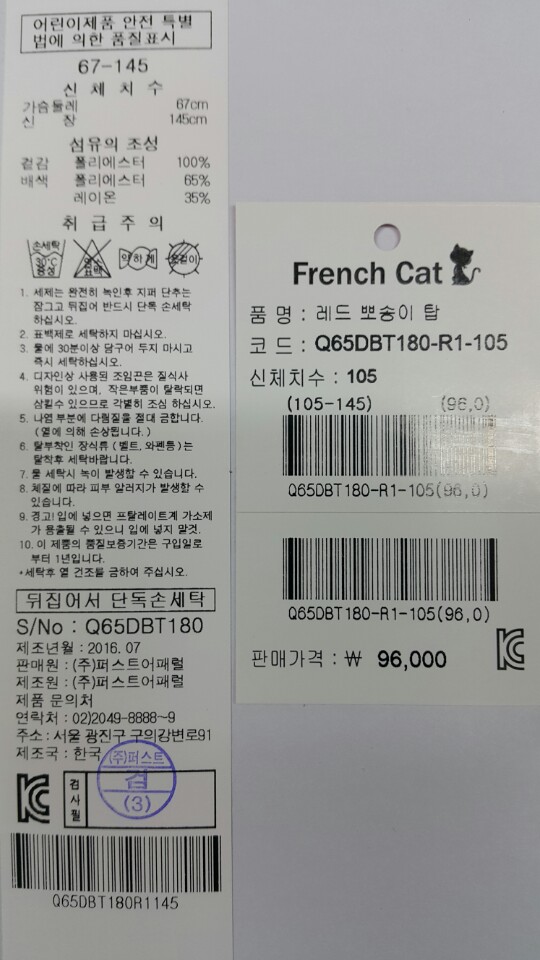 어린이제품 안전 특별
법에 의한 품질표시
67-145
신 체 치 수
가슴둘레 67cm
신 장 145cm
섬유의 조성
겉감 폴리에스터 100%
배색 폴리에스터 65%
레이온 35%
취 급 주 의
손세탁 30℃ 중성
염소 표백
약하게
1. 세제는 완전히 녹인후 지퍼 단추는
잠그고 뒤집어 반드시 단독 손세탁
하십시오.
2. 표백제로 세탁하지 마십시오.
3. 물에 30분이상 담구어 두지 마시고
즉시 세탁하십시오.
4. 디자인상 사용된 조임끈은 질식사
위험이 있으며, 작은부품이 탈락되면
삼킬수 있으므로 각별히 조심 하십시오.
5. 나염 부분에 다림질을 절대 금합니다.
(열에 의해 손상됩니다.)
6. 탈부착인 장식류 (벨트, 와펜등)는
탈착후 세탁바랍니다.
7. 물 세탁시 녹이 발생할 수 있습니다.
8. 체질에 따라 피부 알러지가 발생할 수
있습니다.
9. 경고! 입에 넣으면 프탈레이트계 가소제
가 용출될 수 있으니 입에 넣지 말것.
10. 이 제품의 품질보증기간은 구입일로
부터 1년입니다.
*세탁후 열 건조를 금하여 주십시오.
뒤집어서 단독손세탁
S/No : Q65DBT180
제조년월 : 2016. 07
판매원 : (주)퍼스트어패럴
제조원 : (주)퍼스트어패럴
제품 문의처
연락처 : 02)2049-8888~9
주소 : 서울 광진구 구의강변로91
제조국 : 한국
(주)퍼스트
검
(3)
검사필
Q65DBT180R1145
French Cat
품 명 : 레드 뽀송이 탑
코 드 : Q65DBT180-R1-105
신체치수 : 105
(105-145) (96,0)
Q65DBT180-R1-105(96,0)
Q65DBT180-R1-105(96,0)
판매가격 : ₩ 96,000